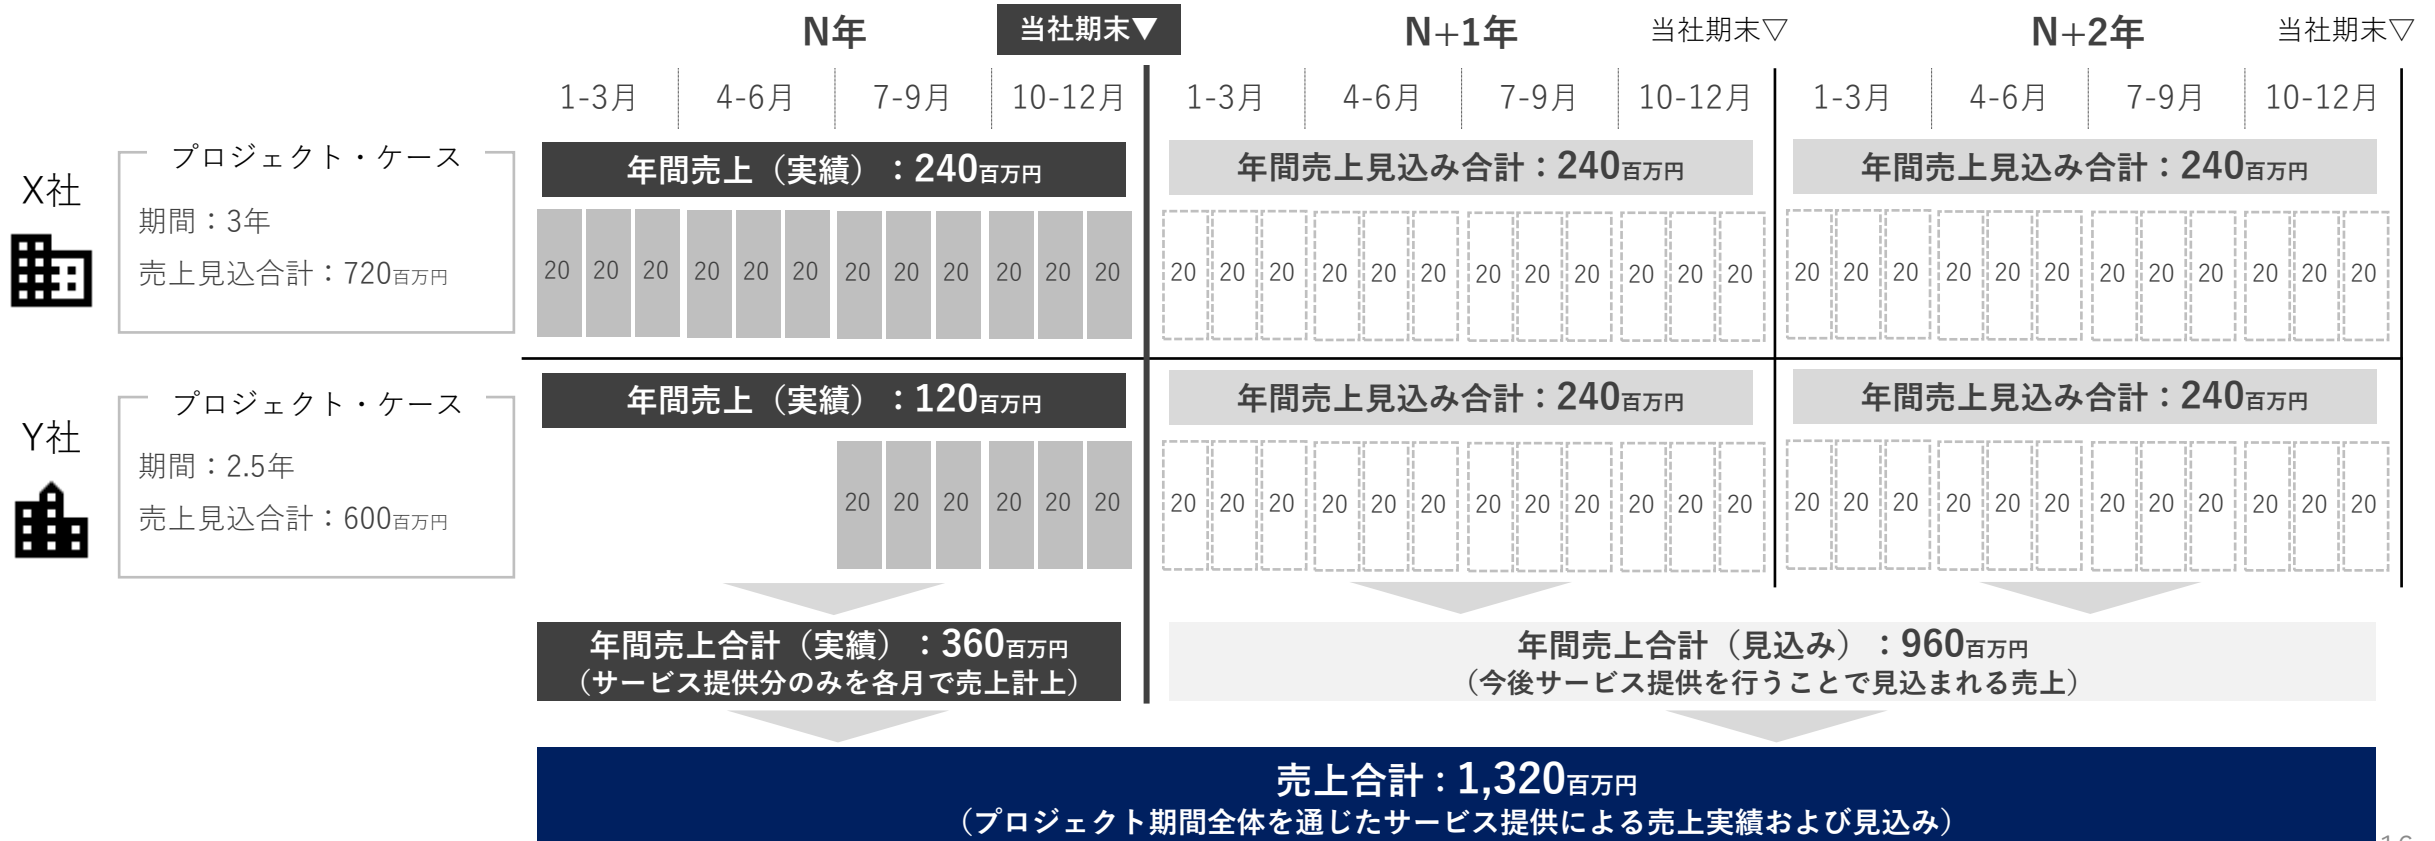 N年 当社期末▼ N+1年 当社期末▽ N+2年 当社期末▽
1-3月 4-6月 7-9月 10-12月 1-3月 4-6月 7-9月 10-12月 1-3月 4-6月 7-9月 10-12月
X社
プロジェクト・ケース
期間：3年
売上見込合計：720百万円
年間売上（実績）：240百万円 年間売上見込み合計：240百万円 年間売上見込み合計：240百万円
20 20 20 20 20 20 20 20 20 20 20 20 20 20 20 20 20 20 20 20 20 20 20 20 20 20 20 20 20 20 20 20 20 20 20 20
Y社
プロジェクト・ケース
期間：2.5年
売上見込合計：600百万円
年間売上（実績）：120百万円 年間売上見込み合計：240百万円 年間売上見込み合計：240百万円
20 20 20 20 20 20 20 20 20 20 20 20 20 20 20 20 20 20 20 20 20 20 20 20 20 20 20 20 20 20
年間売上合計（実績）：360百万円
（サービス提供分のみを各月で売上計上）
年間売上合計（見込み）：960百万円
（今後サービス提供を行うことで見込まれる売上）
売上合計：1,320百万円
（プロジェクト期間全体を通じたサービス提供による売上実績および見込み）